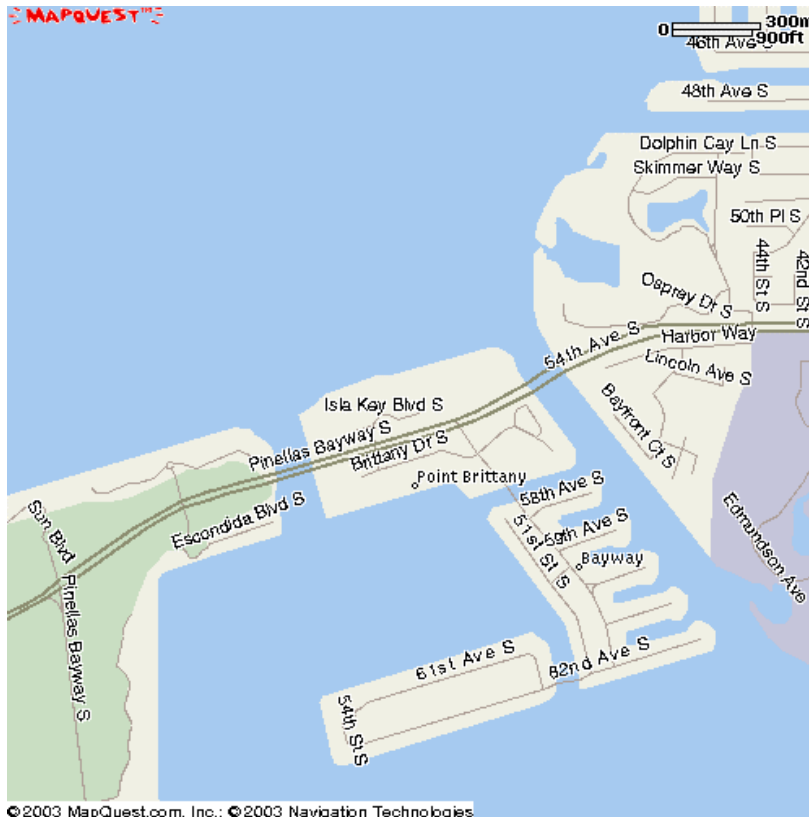 MAPQUEST™
0 300m
900ft
46th Ave S
48th Ave S
Dolphin Cay Ln S
Skimmer Way S
50th Pl S
44th St S
42nd St S
Osprey Dr S
54th Ave S
Harbor Way
Lincoln Ave S
Isla Key Blvd S
Bayfront Ct S
Pinellas Bayway S
Brittany Dr S
Point Brittany
58th Ave S
Escondida Blvd S
Sun Blvd
51st St S
59th Ave S
Edmundson Ave
Bayway
Pinellas Bayway S
61st Ave S
62nd Ave S
54th St S
©2003 MapQuest.com, Inc.; ©2003 Navigation Technologies